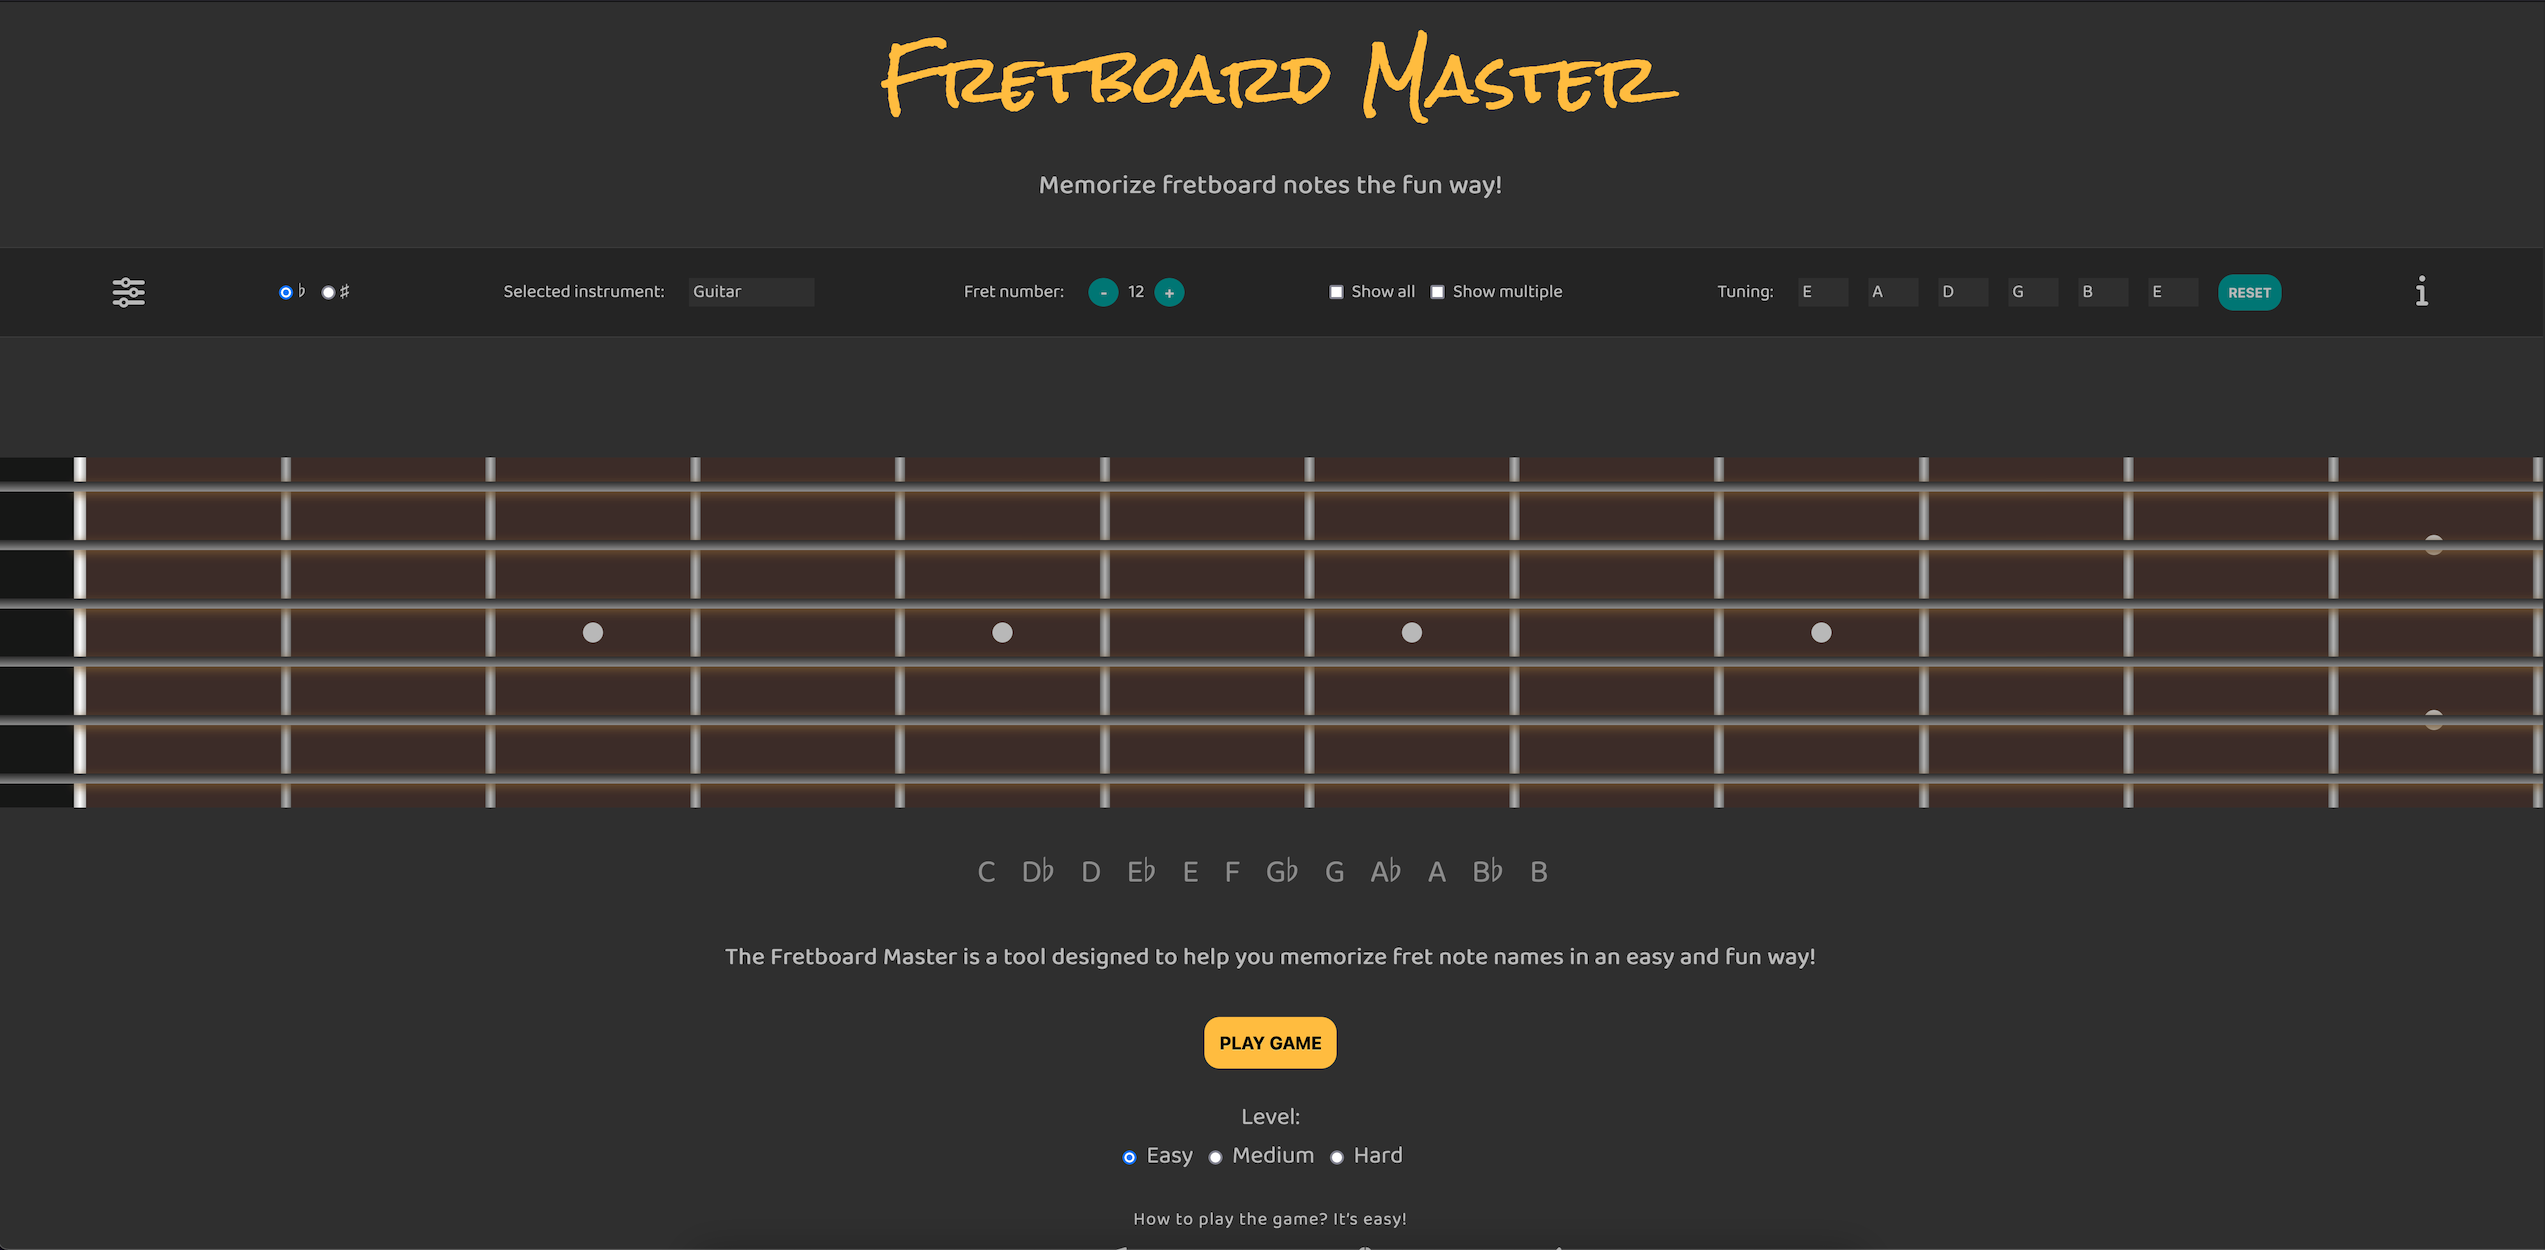 Fretboard Master
Memorize fretboard notes the fun way!
♭ ♯ Selected instrument: Guitar Fret number: - 12 + Show all Show multiple Tuning: E A D G B E RESET
C D♭ D E♭ E F G♭ G A♭ A B♭ B
The Fretboard Master is a tool designed to help you memorize fret note names in an easy and fun way!
PLAY GAME
Level:
Easy Medium Hard
How to play the game? It's easy!